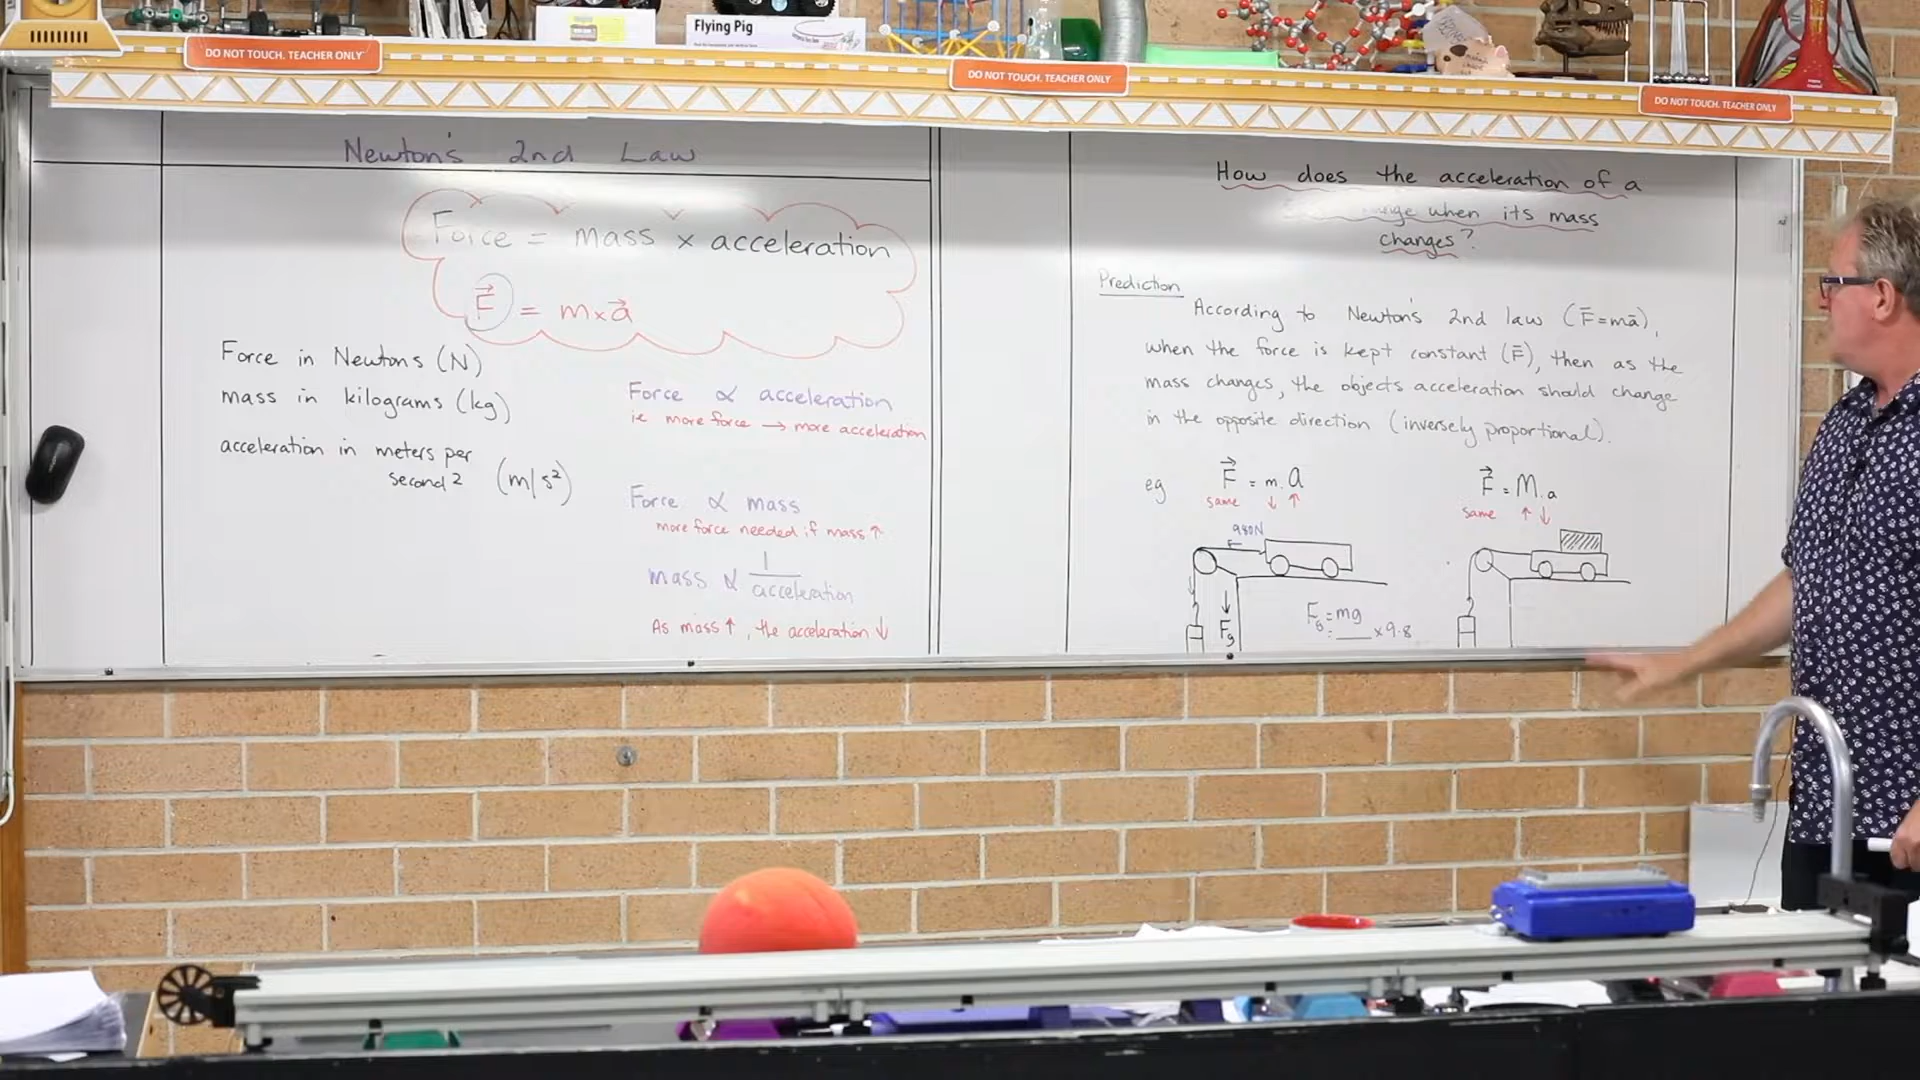 Flying Pig
DO NOT TOUCH. TEACHER ONLY
DO NOT TOUCH. TEACHER ONLY
DO NOT TOUCH. TEACHER ONLY
Newton's 2nd Law
Force = mass x acceleration
F⃗ = m x a⃗
Force in Newtons (N)
mass in kilograms (kg)
acceleration in meters per
second 2 (m/s²)
Force ∝ acceleration
ie more force → more acceleration
Force ∝ mass
more force needed if mass ↑
mass ∝ 1/acceleration
As mass ↑, the acceleration ↓
How does the acceleration of a
when its mass
changes?
Prediction
According to Newton's 2nd law (F̄=mā),
when the force is kept constant (F̄), then as the
mass changes, the objects acceleration should change
in the opposite direction (inversely proportional).
eg F⃗ = m.a
same ↓ ↑
980N
Fg
Fg = mg
= ___ x 9.8
F⃗ = M.a
same ↑ ↓